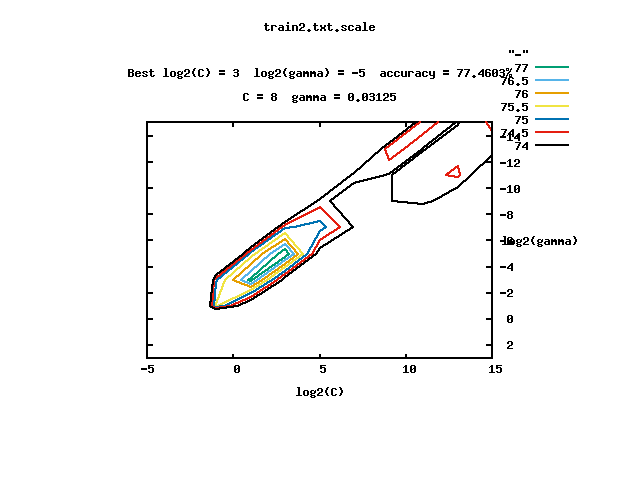 train2.txt.scale
"-"
Best log2(C) = 3  log2(gamma) = -5  accuracy = 77.4603%
77
76.5
76
75.5
75
74.5
74
C = 8  gamma = 0.03125
-14
-12
-10
-8
-6
log2(gamma)
-4
-2
0
2
-5 0 5 10 15
log2(C)